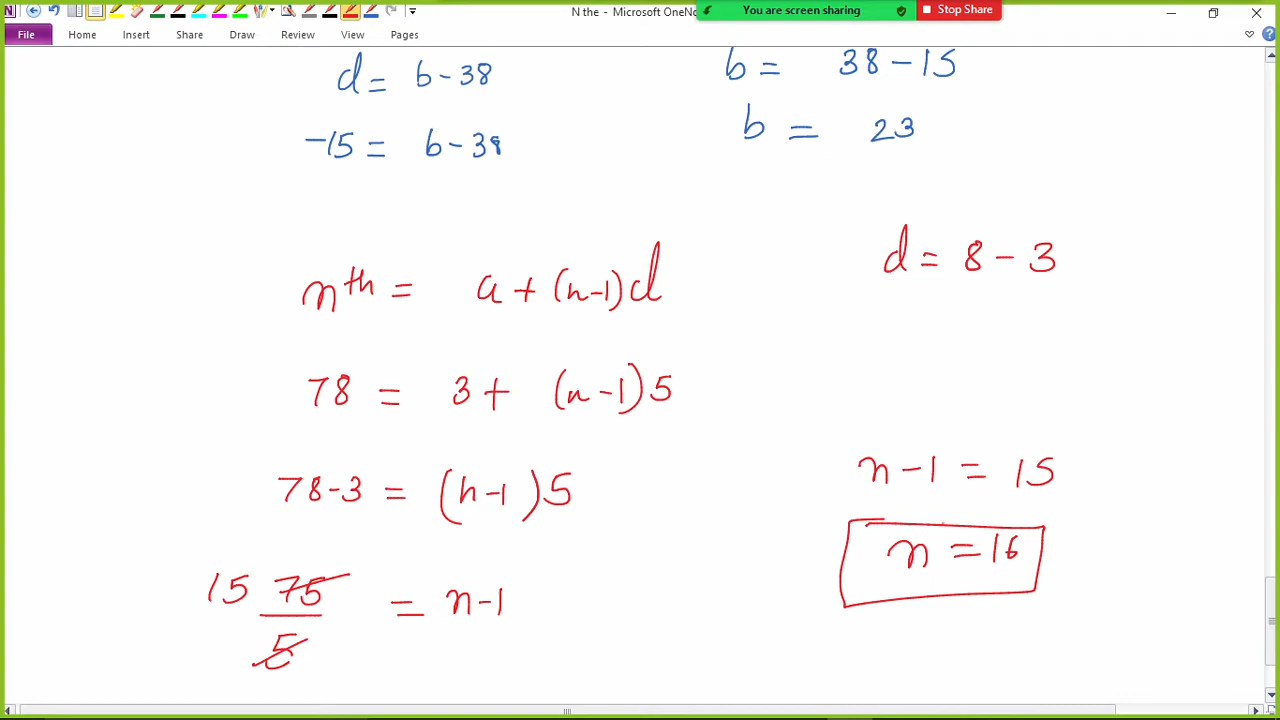 N the - Microsoft OneNo
You are screen sharing
Stop Share
File Home Insert Share Draw Review View Pages
d = b - 38
b = 38 - 15
-15 = b - 38
b = 23
d = 8 - 3
nth = a + (n-1)d
78 = 3 + (n-1)5
n - 1 = 15
78-3 = (n-1)5
n = 16
15 75
= n-1
5